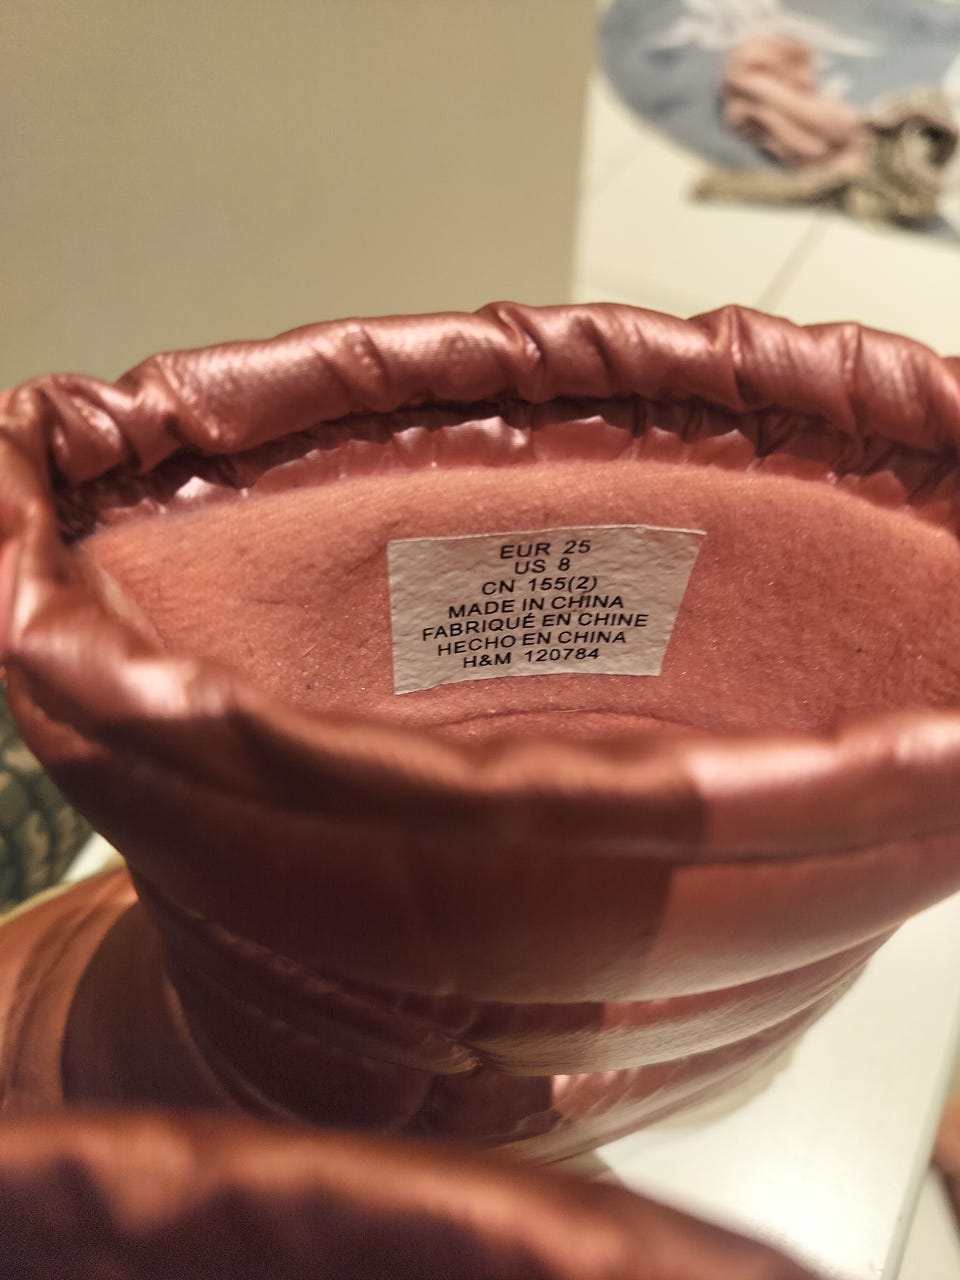 EUR 25
US 8
CN 155(2)
MADE IN CHINA
FABRIQUÉ EN CHINE
HECHO EN CHINA
H&M 120784